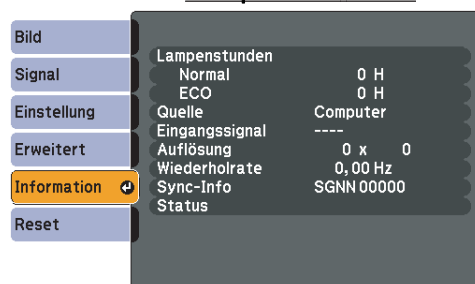 Bild
Signal
Einstellung
Erweitert
Information
Reset
Lampenstunden
Normal 0 H
ECO 0 H
Quelle Computer
Eingangssignal ----
Auflösung 0 x 0
Wiederholrate 0,00 Hz
Sync-Info SGNN 00000
Status